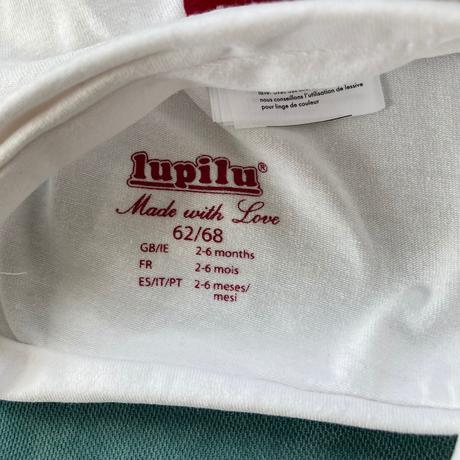 nous conseillons l'utilisation de lessive
pour linge de couleur
lupilu®
Made with Love
62/68
GB/IE 2-6 months
FR 2-6 mois
ES/IT/PT 2-6 meses/
mesi